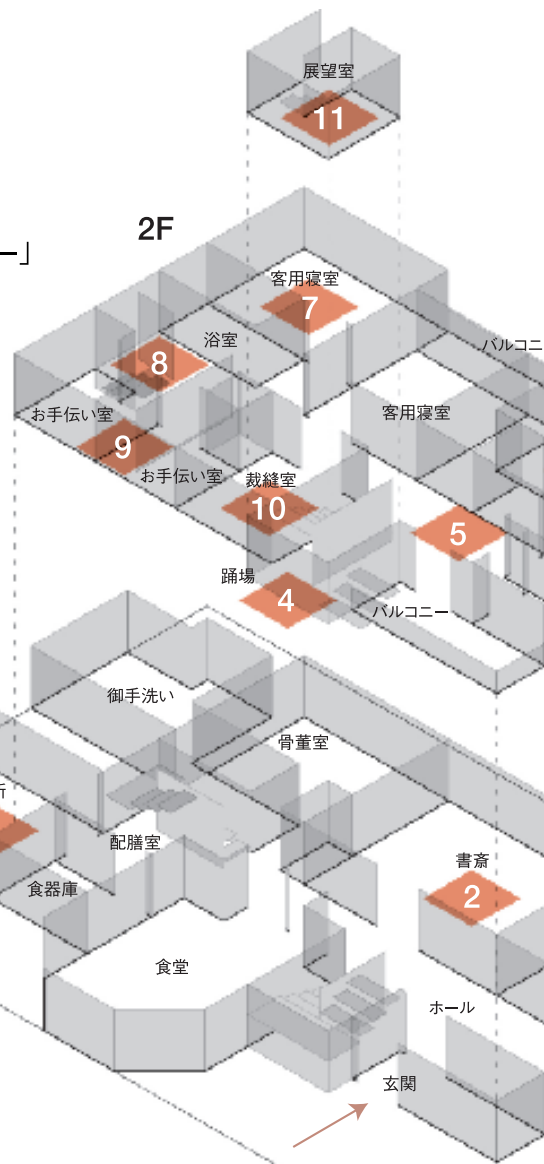 展望室
11
2F
ー」
客用寝室
7
浴室
バルコニ
8
客用寝室
お手伝い室
9
お手伝い室
裁縫室
10
5
踊場
4
バルコニー
御手洗い
骨董室
所
配膳室
書斎
2
食器庫
食堂
ホール
玄関